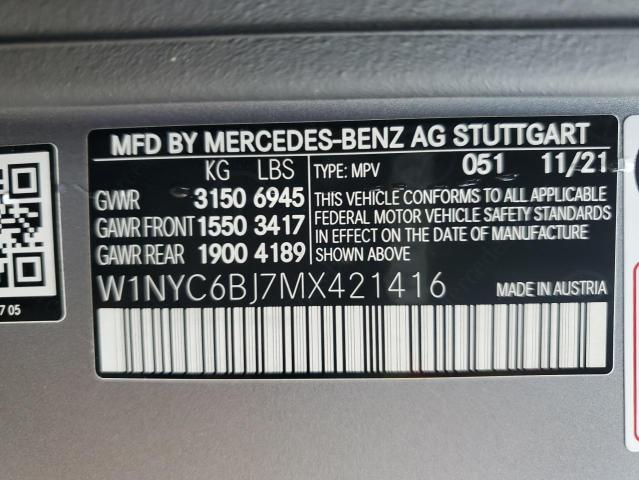 MFD BY MERCEDES-BENZ AG STUTTGART
KG LBS TYPE: MPV 051 11/21
GVWR 3150 6945
GAWR FRONT 1550 3417
GAWR REAR 1900 4189
THIS VEHICLE CONFORMS TO ALL APPLICABLE
FEDERAL MOTOR VEHICLE SAFETY STANDARDS
IN EFFECT ON THE DATE OF MANUFACTURE
SHOWN ABOVE
W1NYC6BJ7MX421416 MADE IN AUSTRIA
7 05